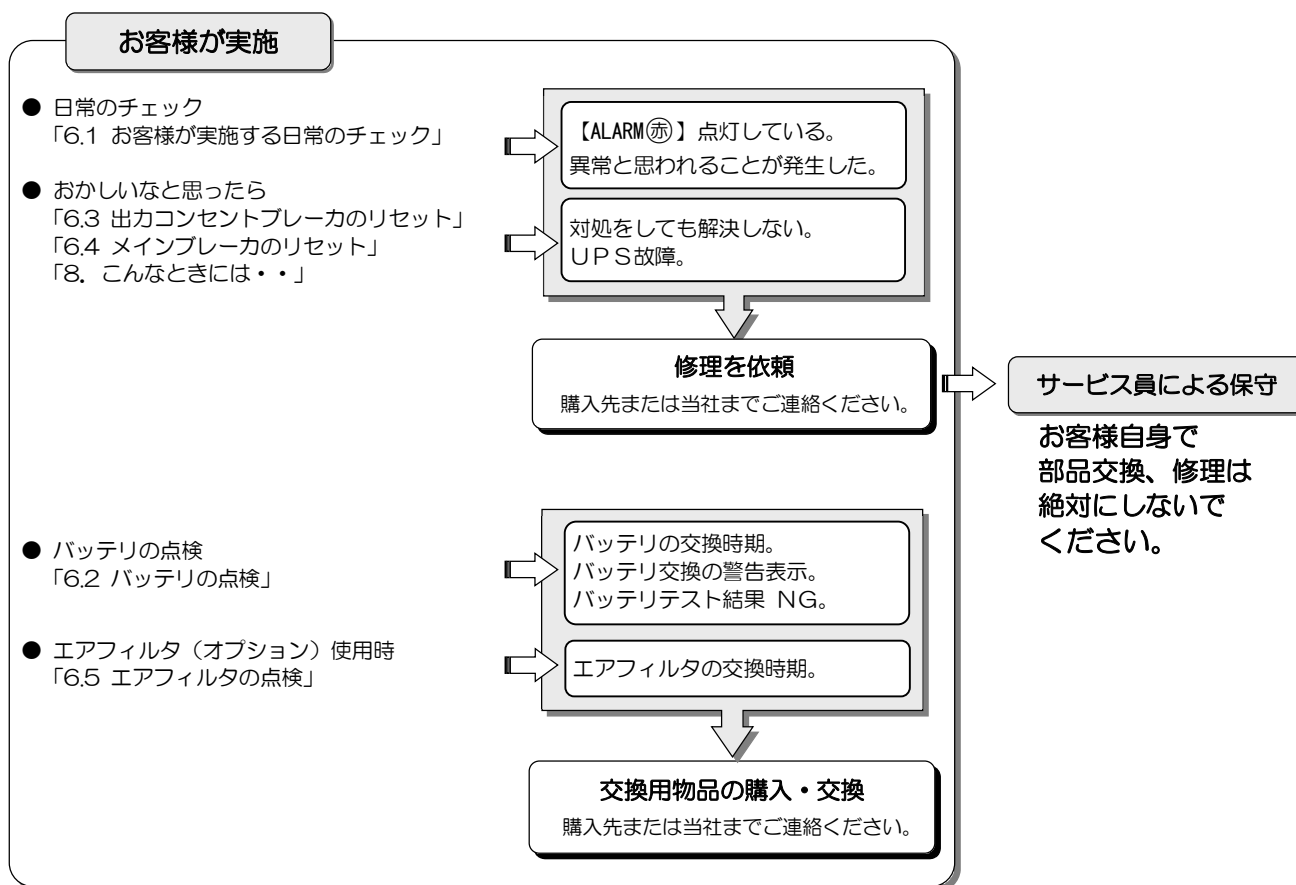 お客様が実施
● 日常のチェック
「6.1 お客様が実施する日常のチェック」
【ALARM㊍】点灯している。
異常と思われることが発生した。
● おかしいなと思ったら
「6.3 出力コンセントブレーカのリセット」
「6.4 メインブレーカのリセット」
「8. こんなときには・・」
対処をしても解決しない。
UPS故障。
修理を依頼
購入先または当社までご連絡ください。
サービス員による保守
お客様自身で
部品交換、修理は
絶対にしないで
ください。
● バッテリの点検
「6.2 バッテリの点検」
バッテリの交換時期。
バッテリ交換の警告表示。
バッテリテスト結果 NG。
● エアフィルタ（オプション）使用時
「6.5 エアフィルタの点検」
エアフィルタの交換時期。
交換用物品の購入・交換
購入先または当社までご連絡ください。